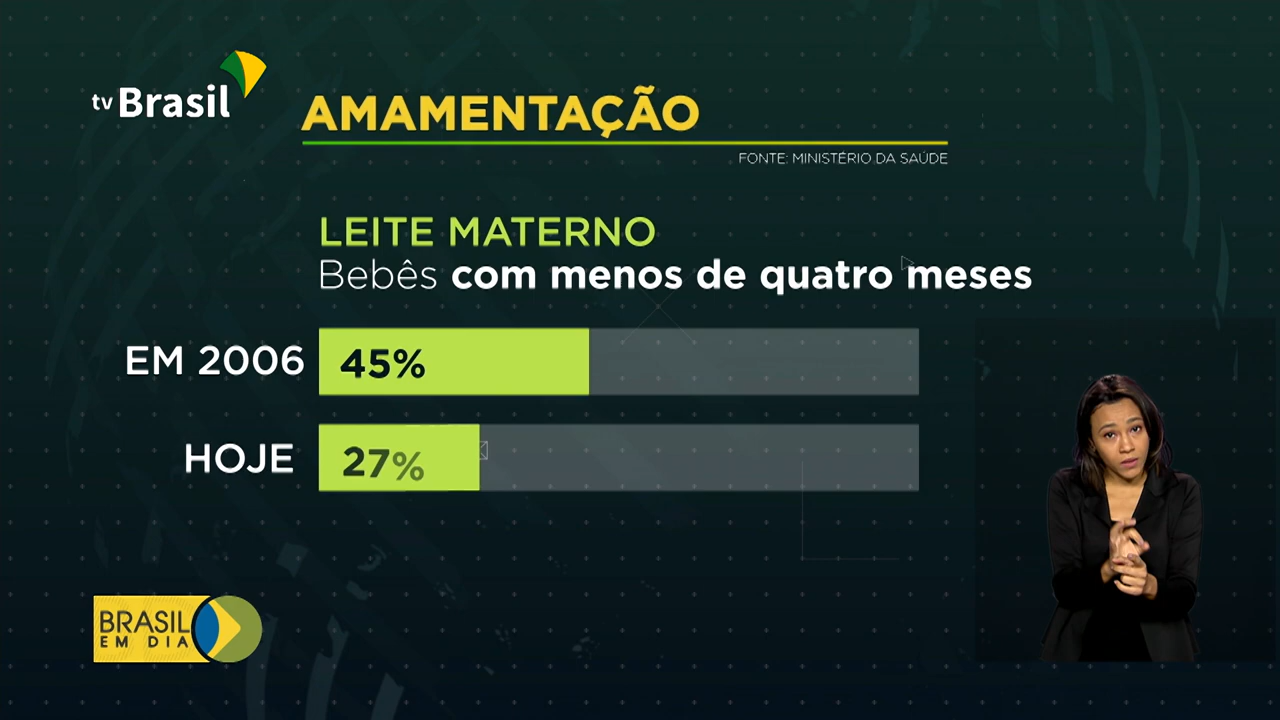 tv Brasil
AMAMENTAÇÃO
FONTE: MINISTÉRIO DA SAÚDE
LEITE MATERNO
Bebês com menos de quatro meses
EM 2006 45%
HOJE 27%
BRASIL
EM DIA